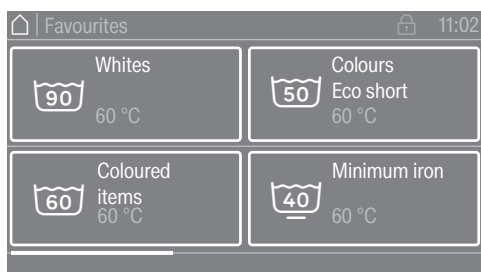 Favourites 11:02
Whites
90
60 °C
Colours
Eco short
50
60 °C
Coloured
items
60
60 °C
Minimum iron
40
60 °C